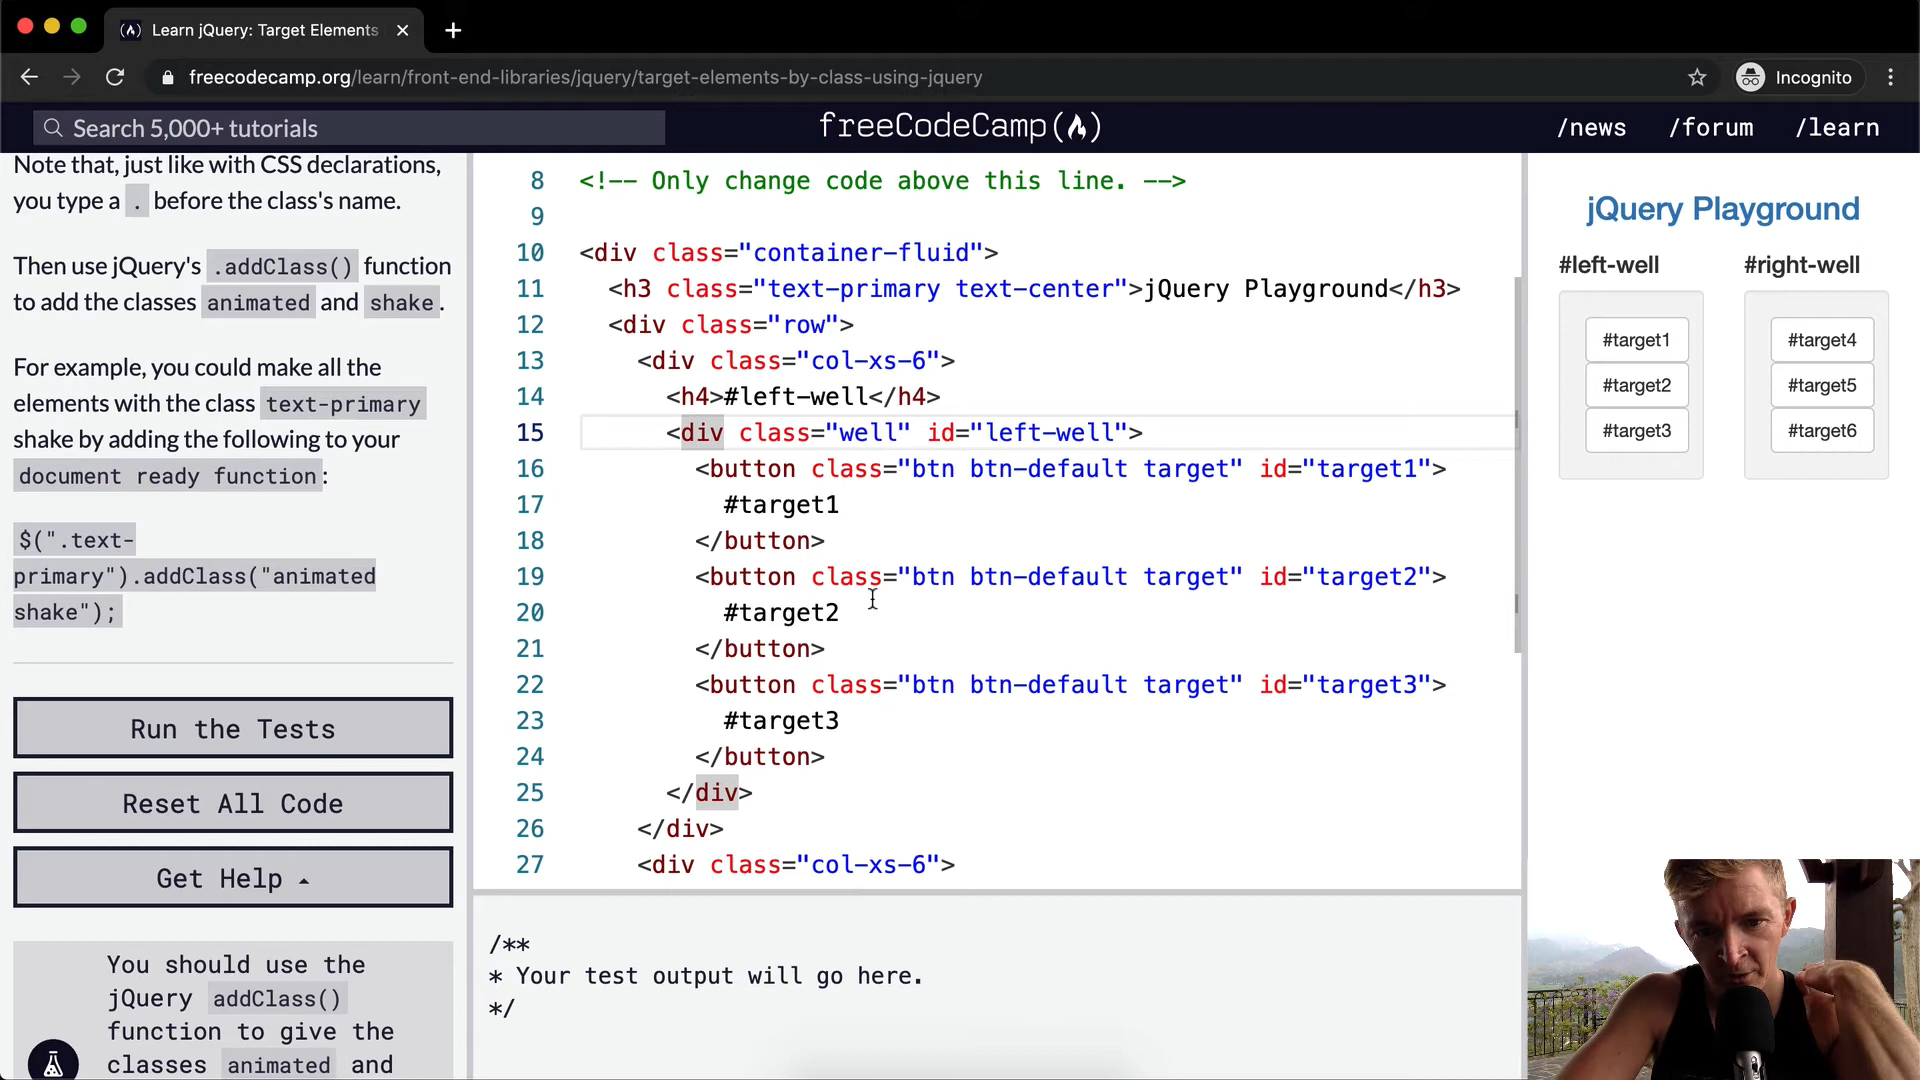 Learn jQuery: Target Elements
freecodecamp.org/learn/front-end-libraries/jquery/target-elements-by-class-using-jquery
Incognito
Search 5,000+ tutorials
freeCodeCamp
/news
/forum
/learn
Note that, just like with CSS declarations,
you type a . before the class's name.
Then use jQuery's .addClass() function
to add the classes animated and shake.
For example, you could make all the
elements with the class text-primary
shake by adding the following to your
document ready function:
$(".text-
primary").addClass("animated
shake");
Run the Tests
Reset All Code
Get Help
You should use the
jQuery addClass()
function to give the
classes animated and
8 <!-- Only change code above this line. -->
9
10 <div class="container-fluid">
11 <h3 class="text-primary text-center">jQuery Playground</h3>
12 <div class="row">
13 <div class="col-xs-6">
14 <h4>#left-well</h4>
15 <div class="well" id="left-well">
16 <button class="btn btn-default target" id="target1">
17 #target1
18 </button>
19 <button class="btn btn-default target" id="target2">
20 #target2
21 </button>
22 <button class="btn btn-default target" id="target3">
23 #target3
24 </button>
25 </div>
26 </div>
27 <div class="col-xs-6">
/**
* Your test output will go here.
*/
jQuery Playground
#left-well
#target1
#target2
#target3
#right-well
#target4
#target5
#target6